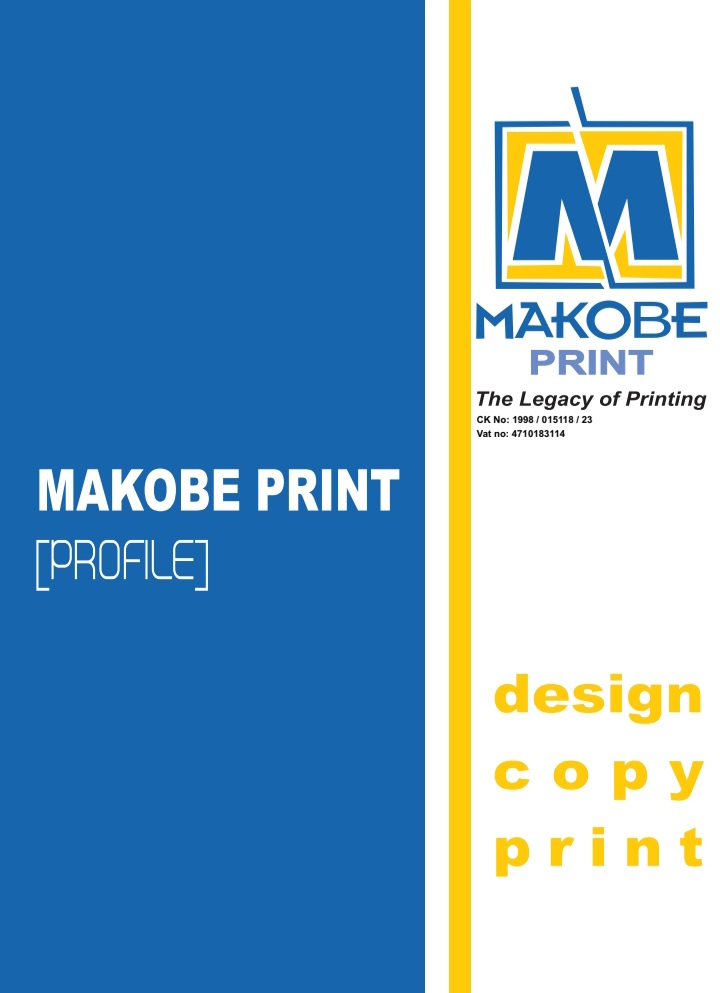 MAKOBE PRINT
[PROFILE]
M
MAKOBE
PRINT
The Legacy of Printing
CK No: 1998 / 015118 / 23
Vat no: 4710183114
design
copy
print